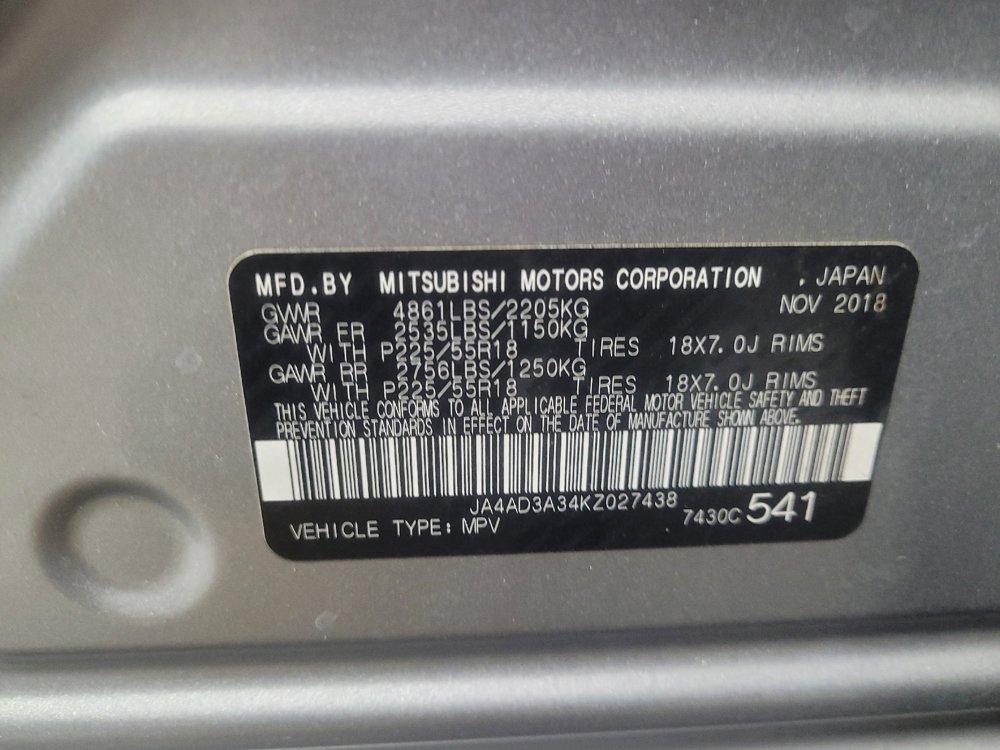 MFD.BY MITSUBISHI MOTORS CORPORATION . JAPAN
GVWR 4861LBS/2205KG NOV 2018
GAWR FR 2535LBS/1150KG
WITH P225/55R18 TIRES 18X7.0J RIMS
GAWR RR 2756LBS/1250KG
WITH P225/55R18 TIRES 18X7.0J RIMS
THIS VEHICLE CONFORMS TO ALL APPLICABLE FEDERAL MOTOR VEHICLE SAFETY AND THEFT
PREVENTION STANDARDS IN EFFECT ON THE DATE OF MANUFACTURE SHOWN ABOVE.
JA4AD3A34KZ027438
VEHICLE TYPE: MPV 7430C 541